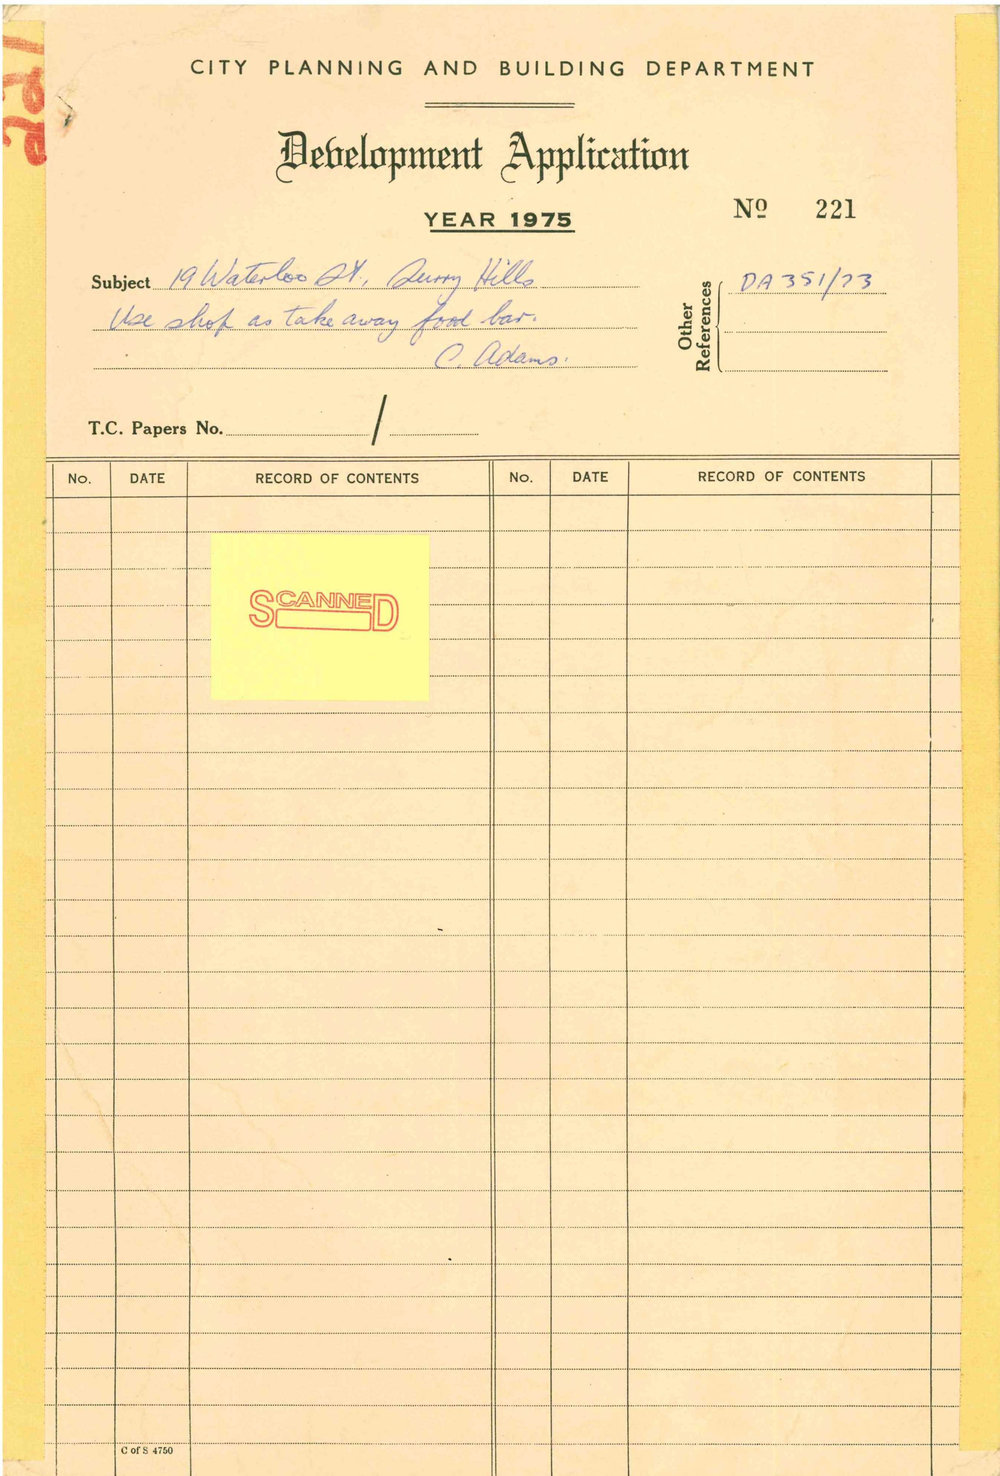 221
CITY PLANNING AND BUILDING DEPARTMENT
Development Application
YEAR 1975
Nº 221
Subject 19 Waterloo St., Surry Hills
Use shop as take away food bar.
C. Adams.
Other References
DA 351/73
T.C. Papers No. /
No. DATE RECORD OF CONTENTS No. DATE RECORD OF CONTENTS
SCANNED
C of S 4750